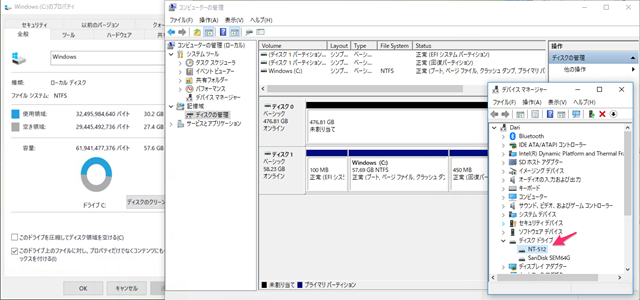 Windows (C:)のプロパティ
セキュリティ
以前のバージョン
クォー
全般
ツール
ハードウェア
共
Windows
種類:
ローカル ディスク
ファイル システム:
NTFS
使用領域:
32,495,984,640 バイト
30.2 G
空き領域:
29,445,492,736 バイト
27.4 G
容量:
61,941,477,376 バイト
57.6 G
ドライブ C:
ディスクのクリーン
このドライブを圧縮してディスク領域を空ける(C)
このドライブ上のファイルに対し、プロパティだけでなくコンテンツにも
ックスを付ける(I)
OK
キャンセル
コンピューターの管理
ファイル(F)
操作(A)
表示(V)
ヘルプ(H)
コンピューターの管理 (ローカル)
システム ツール
タスク スケジューラ
イベント ビューアー
共有フォルダー
パフォーマンス
デバイス マネージャー
記憶域
ディスクの管理
サービスとアプリケーション
Volume
Layout
Type
File System
Status
(ディスク 1 パーティション...
シンプ...
ベーシ...
正常 (EFI システム パーティション)
(ディスク 1 パーティション...
シンプ...
ベーシ...
正常 (回復パーティション)
Windows (C:)
シンプ...
ベーシ...
NTFS
正常 (ブート, ページ ファイル, クラッシュ ダンプ, プライマリ パ
ディスク 0
ベーシック
476.81 GB
オンライン
476.81 GB
未割り当て
ディスク 1
ベーシック
58.23 GB
オンライン
100 MB
正常 (EFI シス
Windows (C:)
57.69 GB NTFS
正常 (ブート, ページ ファイル, クラッシュ ダン
450 MB
正常 (回復パー
未割り当て
プライマリ パーティション
操作
ディスクの管理
他の操作
デバイス マネージャー
ファイル(F)
操作(A)
表示(V)
ヘルプ(H)
Dari
Bluetooth
IDE ATA/ATAPI コントローラー
Intel(R) Dynamic Platform and Thermal Fram
SD ホスト アダプター
イメージング デバイス
オーディオの入力および出力
キーボード
コンピューター
サウンド、ビデオ、およびゲーム コントローラー
システム デバイス
セキュリティ デバイス
ソフトウェア デバイス
ディスク ドライブ
NT-512
SanDisk SEM64G
ディスプレイ アダプター